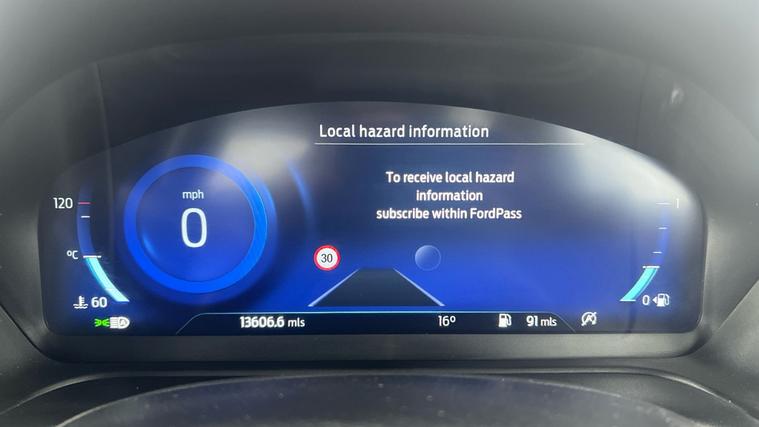 Local hazard information
To receive local hazard
information
subscribe within FordPass
mph
0
120
°C
60
30
1
0
13606.6 mls
16°
91 mls
A